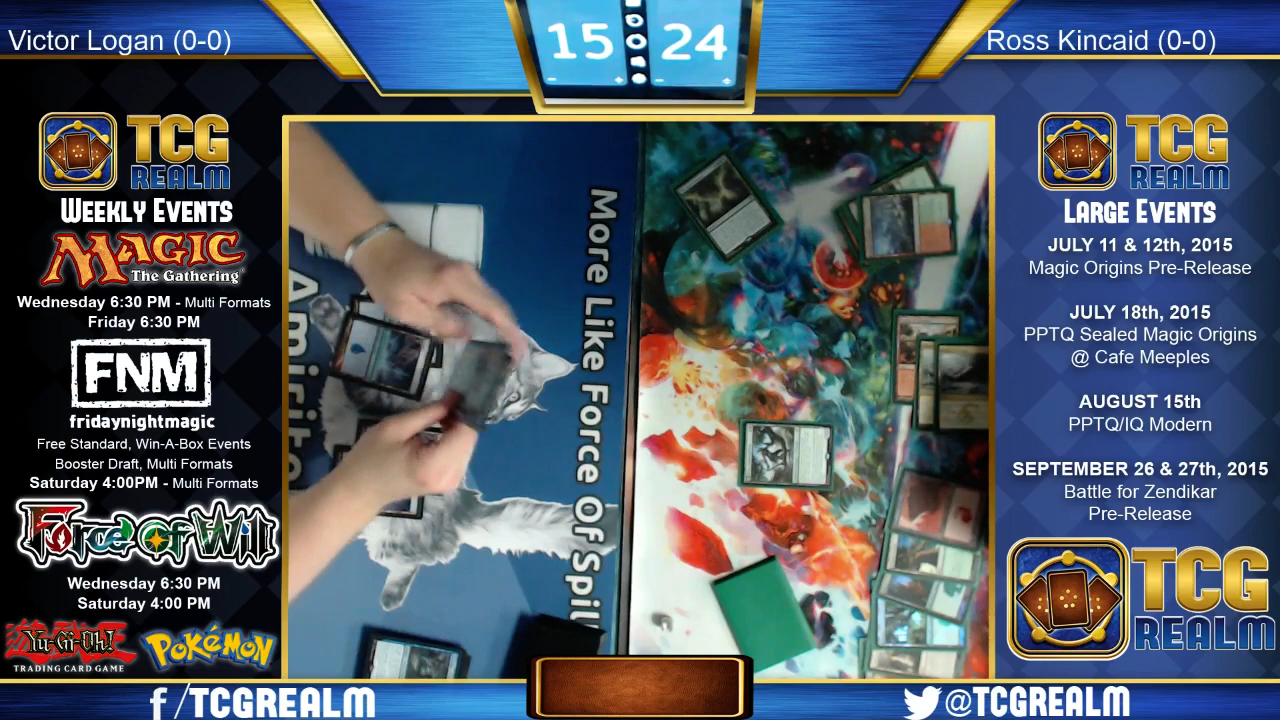 Victor Logan (0-0)
15 24
Ross Kincaid (0-0)
TCG
REALM
WEEKLY EVENTS
MAGIC
The Gathering
Wednesday 6:30 PM - Multi Formats
Friday 6:30 PM
FNM
fridaynightmagic
Free Standard, Win-A-Box Events
Booster Draft, Multi Formats
Saturday 4:00PM - Multi Formats
Force of Will
Wednesday 6:30 PM
Saturday 4:00 PM
Yu-Gi-Oh!
TRADING CARD GAME
POKéMON
More Like Force Of Spil
Amirite
TCG
REALM
LARGE EVENTS
JULY 11 & 12th, 2015
Magic Origins Pre-Release
JULY 18th, 2015
PPTQ Sealed Magic Origins
@ Cafe Meeples
AUGUST 15th
PPTQ/IQ Modern
SEPTEMBER 26 & 27th, 2015
Battle for Zendikar
Pre-Release
TCG
REALM
f /TCGREALM
@TCGREALM